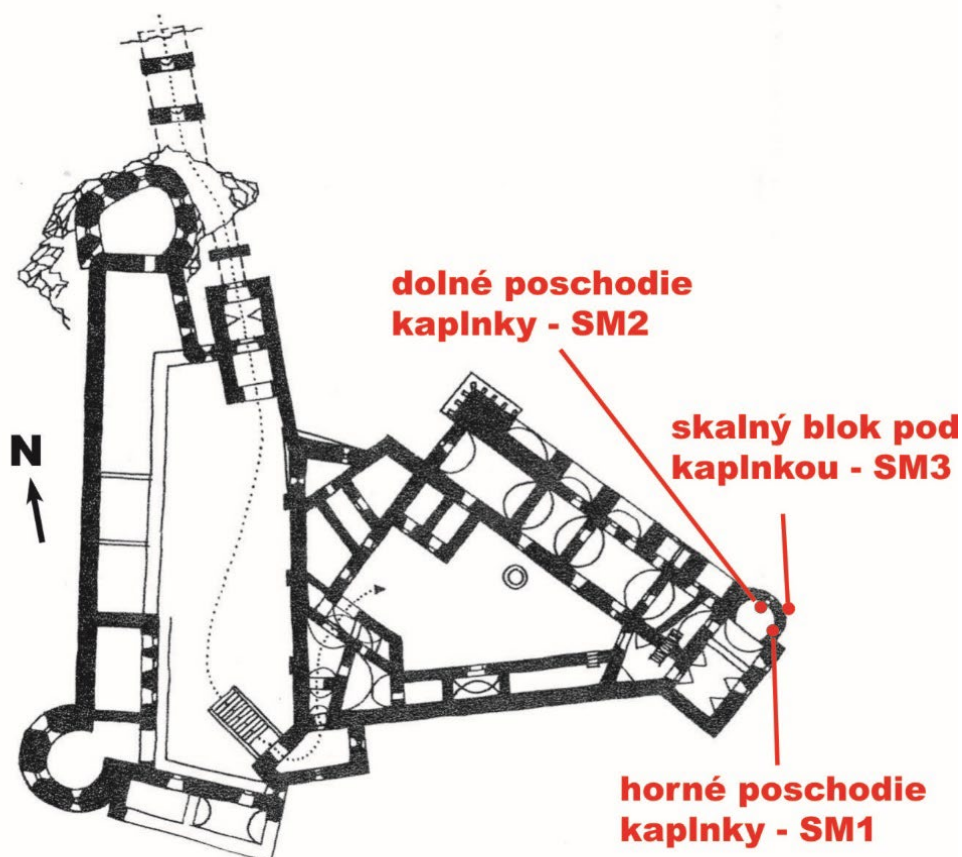 dolné poschodie
kaplnky - SM2
skalný blok pod
kaplnkou - SM3
N
horné poschodie
kaplnky - SM1